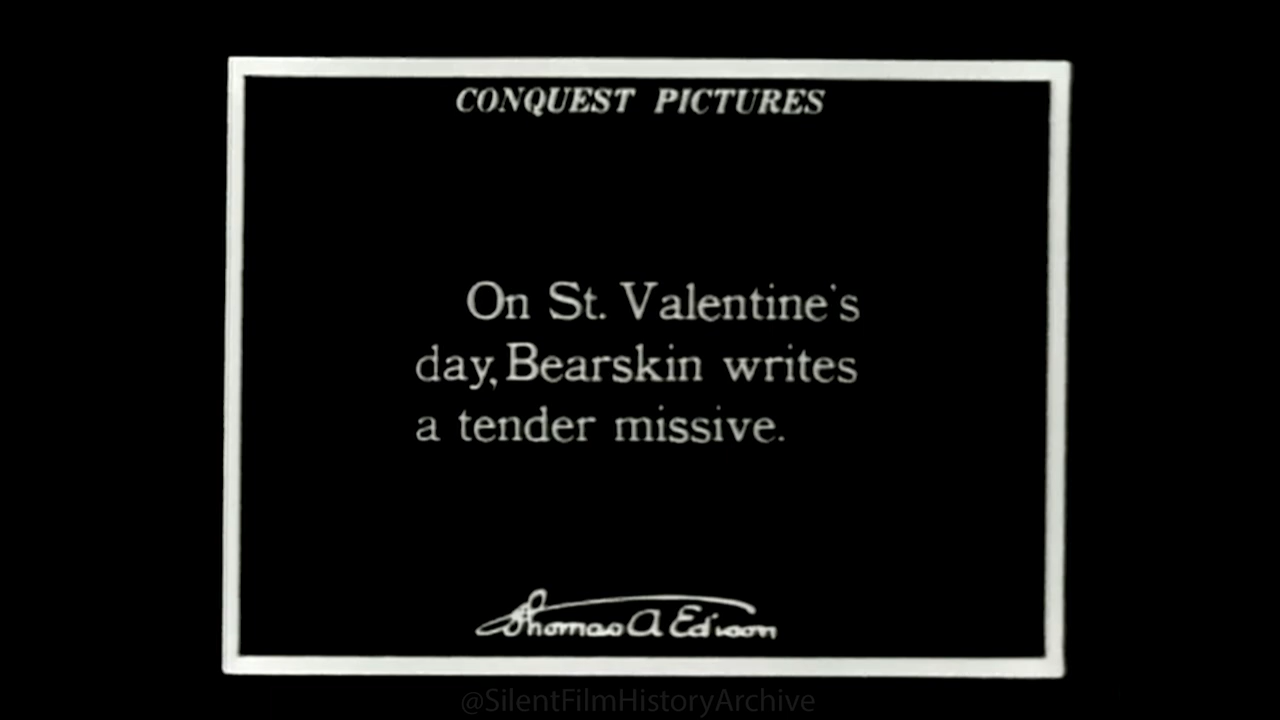 CONQUEST PICTURES
On St. Valentine's
day, Bearskin writes
a tender missive.
Thomas A Edison
@SilentFilmHistoryArchive